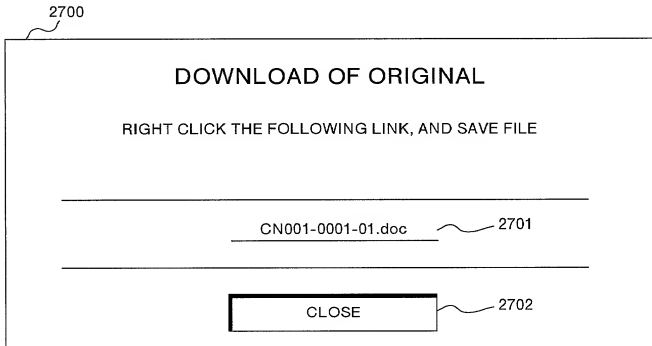 2700
DOWNLOAD OF ORIGINAL
RIGHT CLICK THE FOLLOWING LINK, AND SAVE FILE
CN001-0001-01.doc 2701
CLOSE 2702